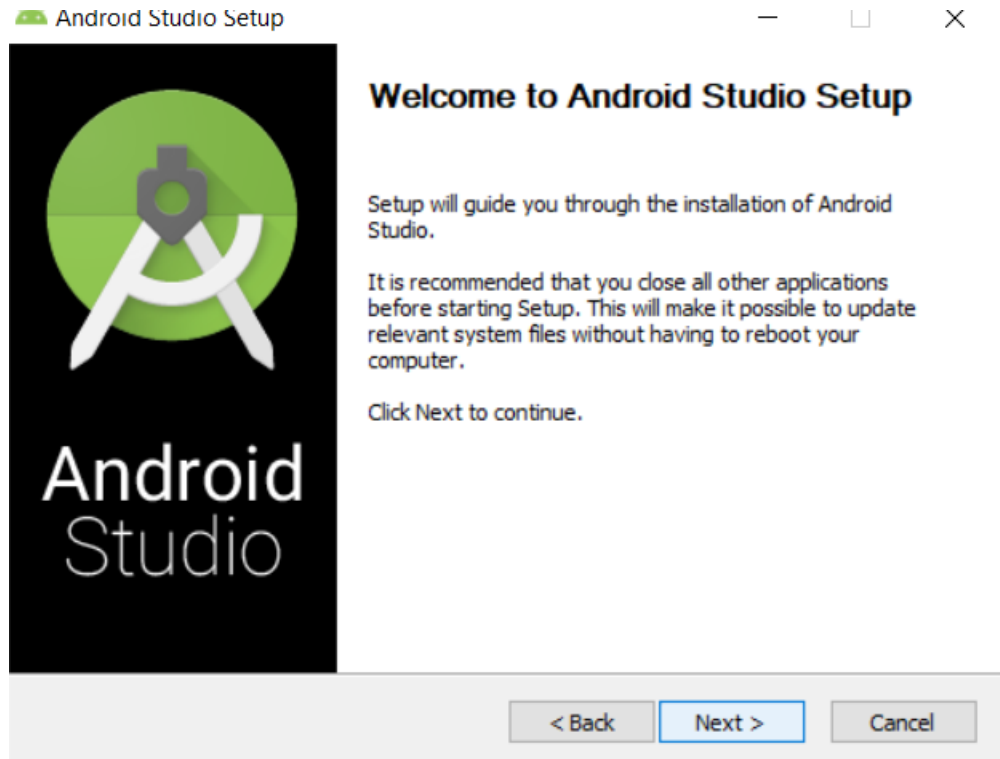 Android Studio Setup
Welcome to Android Studio Setup
Setup will guide you through the installation of Android
Studio.
It is recommended that you close all other applications
before starting Setup. This will make it possible to update
relevant system files without having to reboot your
computer.
Click Next to continue.
Android
Studio
< Back
Next >
Cancel